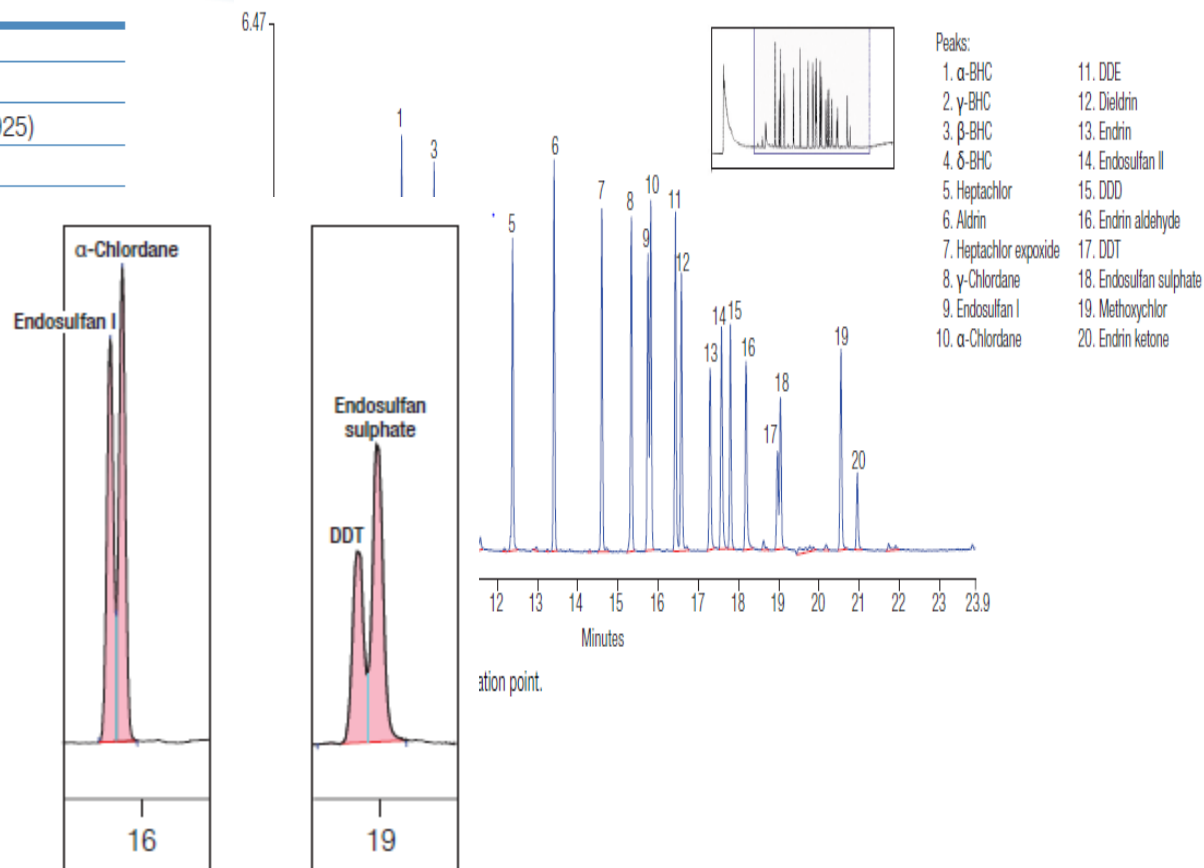 025)
6.47
1
3
5
6
7
8
9
10
11
12
13
14
15
16
17
18
19
20
12 13 14 15 16 17 18 19 20 21 22 23 23.9
Minutes
ation point.
Peaks:
1. α-BHC
2. γ-BHC
3. β-BHC
4. δ-BHC
5. Heptachlor
6. Aldrin
7. Heptachlor expoxide
8. γ-Chlordane
9. Endosulfan I
10. α-Chlordane
11. DDE
12. Dieldrin
13. Endrin
14. Endosulfan II
15. DDD
16. Endrin aldehyde
17. DDT
18. Endosulfan sulphate
19. Methoxychlor
20. Endrin ketone
α-Chlordane
Endosulfan I
16
Endosulfan
sulphate
DDT
19